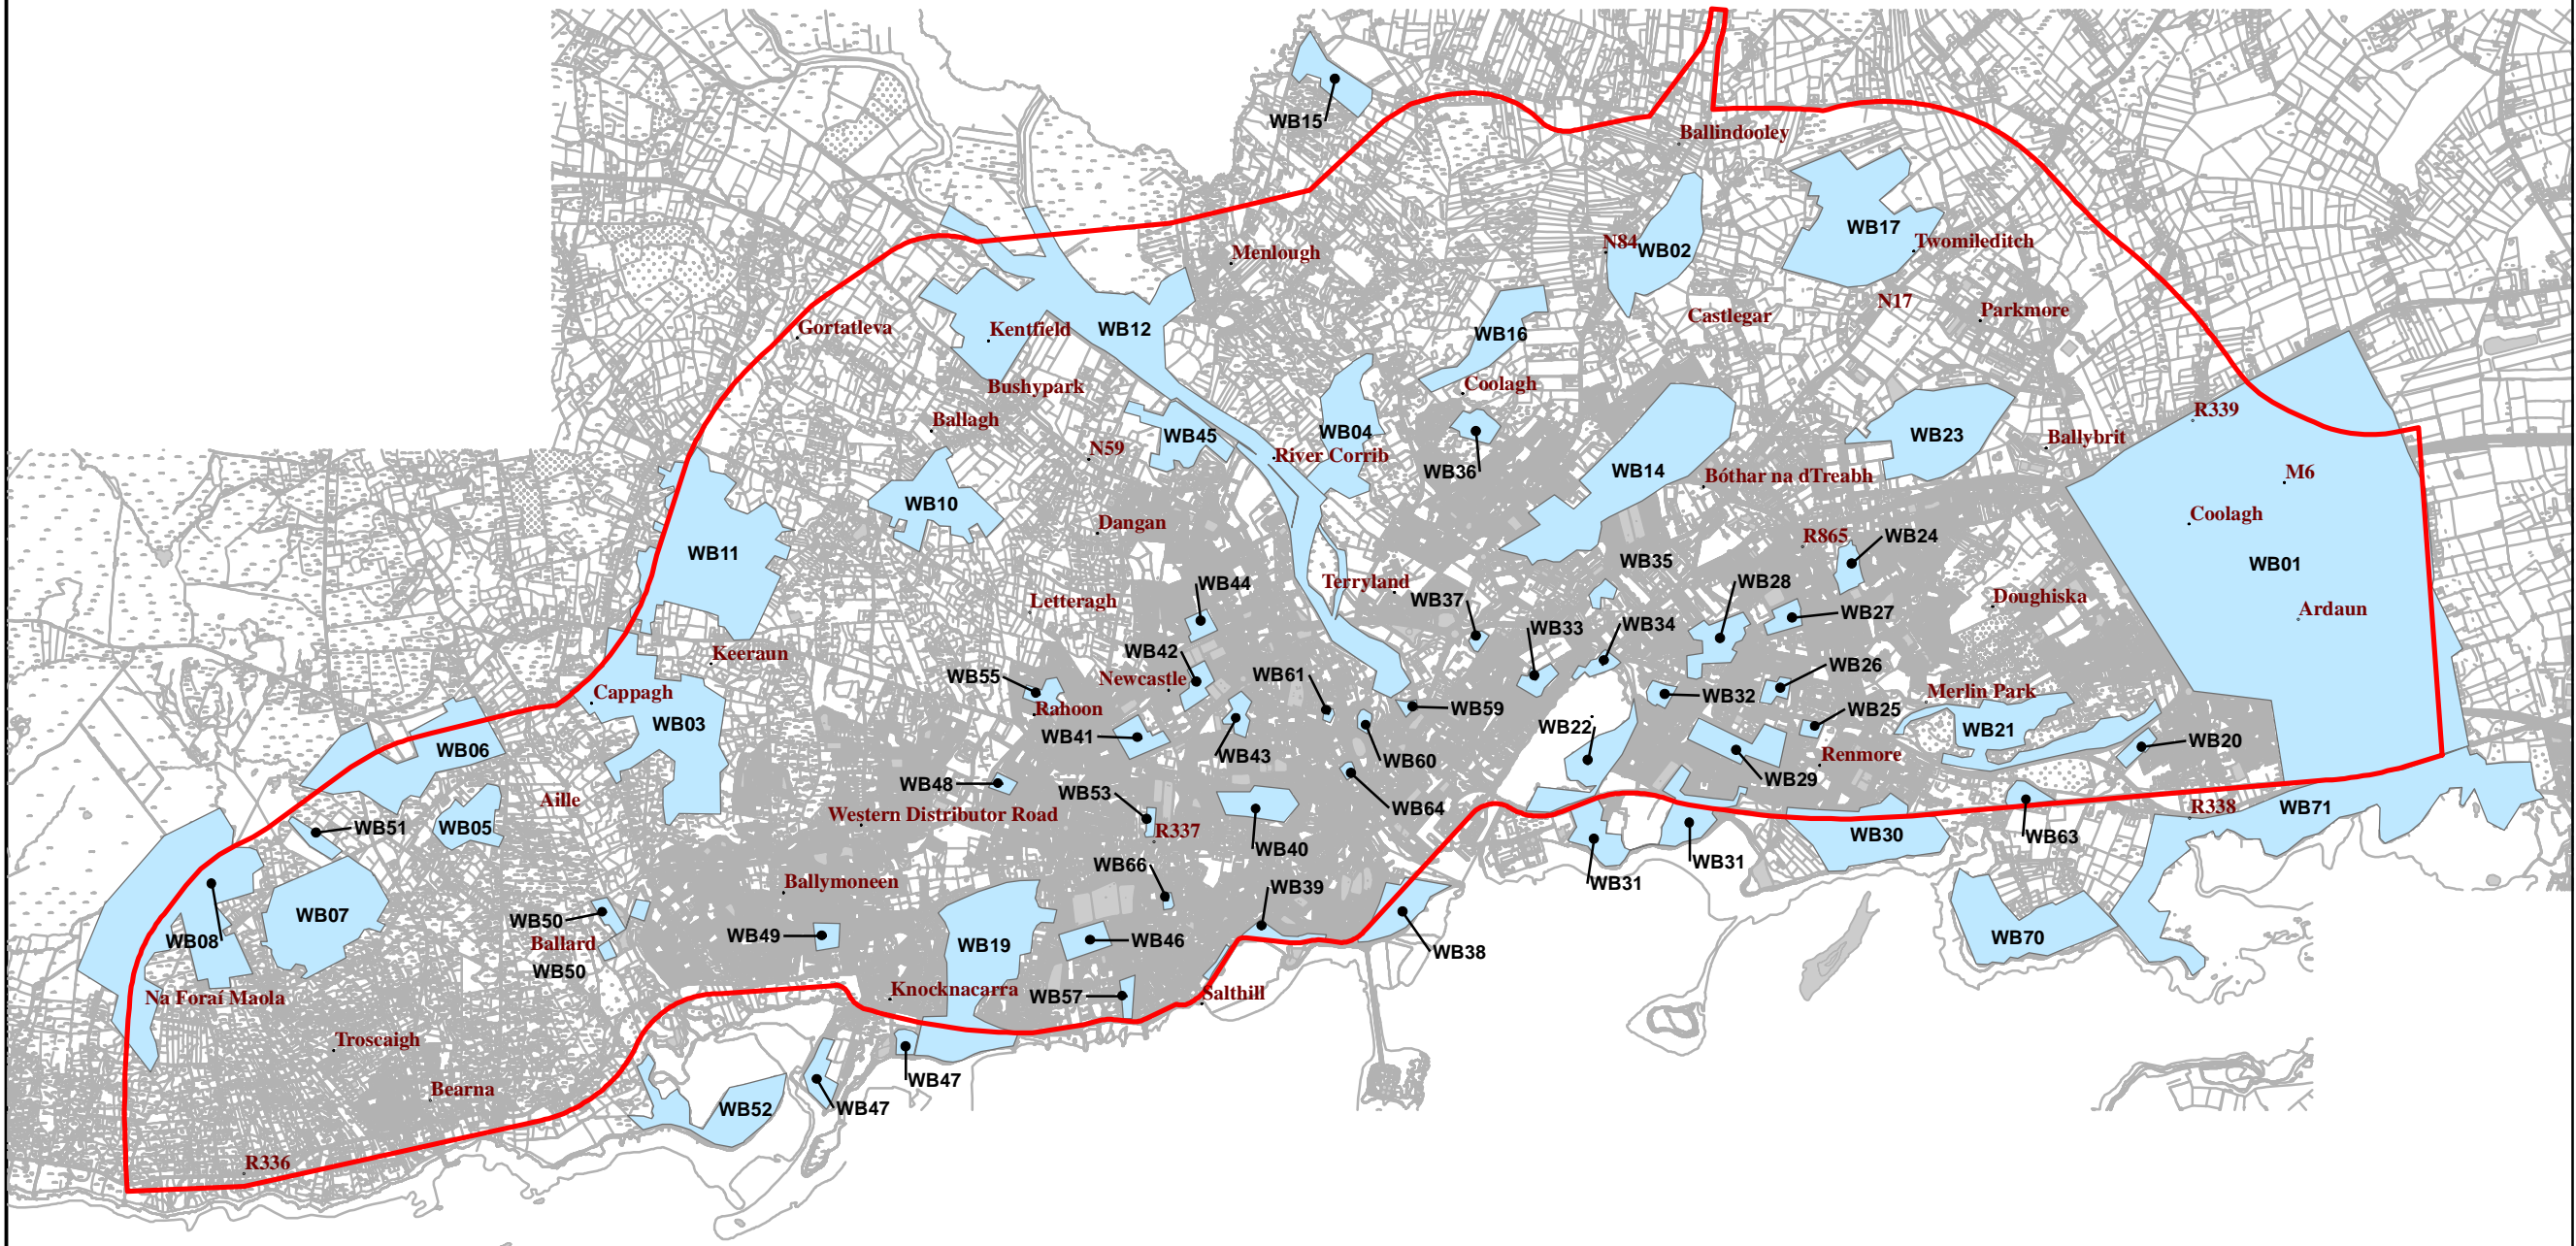 WB15
Ballindooley
N84
WB02
WB17
Twomileditch
Menlough
N17
Parkmore
Castlegar
Gortatleva
Kentfield
WB12
WB16
Bushypark
Coolagh
Ballagh
R339
WB45
WB04
WB23
Ballybrit
N59
River Corrib
WB36
WB14
Bóthar na dTreabh
M6
WB10
Dangan
Coolagh
WB11
R865
WB24
WB35
WB01
WB44
Terryland
WB28
Letteragh
WB37
Doughiska
WB27
Ardaun
WB33
WB34
Keeraun
WB42
WB26
WB55
Newcastle
WB61
Cappagh
Merlin Park
WB32
Rahoon
WB59
WB25
WB03
WB41
WB22
WB21
WB06
WB43
WB60
Renmore
WB20
WB48
WB29
WB53
Aille
WB64
R338
WB71
Western Distributor Road
WB51
WB05
R337
WB30
WB63
WB40
WB66
WB31
Ballymoneen
WB39
WB31
WB07
WB50
WB49
WB08
Ballard
WB19
WB46
WB70
WB38
WB50
Na Foraí Maola
Knocknacarra
WB57
Salthill
Troscaigh
WB47
Bearna
WB52
WB47
R336